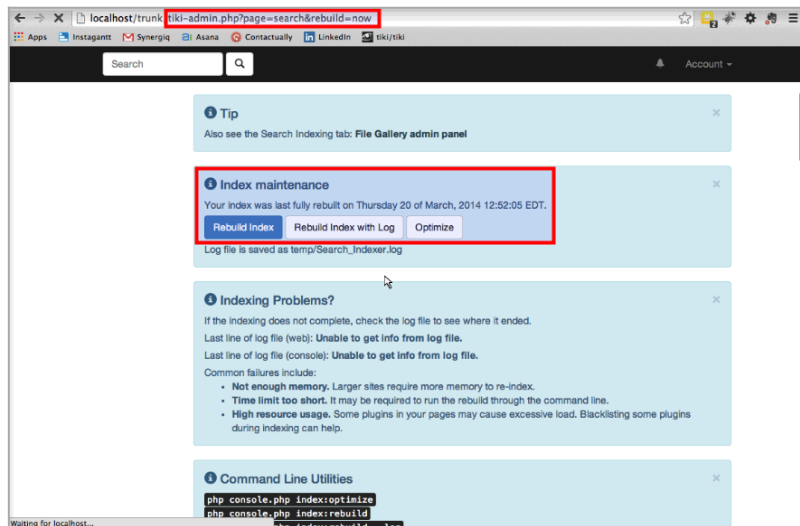 localhost/trunk/tiki-admin.php?page=search&rebuild=now
Apps Instagantt Synergiq Asana Contactually LinkedIn tiki/tiki
Search Account
Tip
Also see the Search Indexing tab: File Gallery admin panel
Index maintenance
Your index was last fully rebuilt on Thursday 20 of March, 2014 12:52:05 EDT.
Rebuild Index Rebuild Index with Log Optimize
Log file is saved as temp/Search_Indexer.log
Indexing Problems?
If the indexing does not complete, check the log file to see where it ended.
Last line of log file (web): Unable to get info from log file.
Last line of log file (console): Unable to get info from log file.
Common failures include:
Not enough memory. Larger sites require more memory to re-index.
Time limit too short. It may be required to run the rebuild through the command line.
High resource usage. Some plugins in your pages may cause excessive load. Blacklisting some plugins
during indexing can help.
Command Line Utilities
php console.php index:optimize
php console.php index:rebuild
Waiting for localhost...